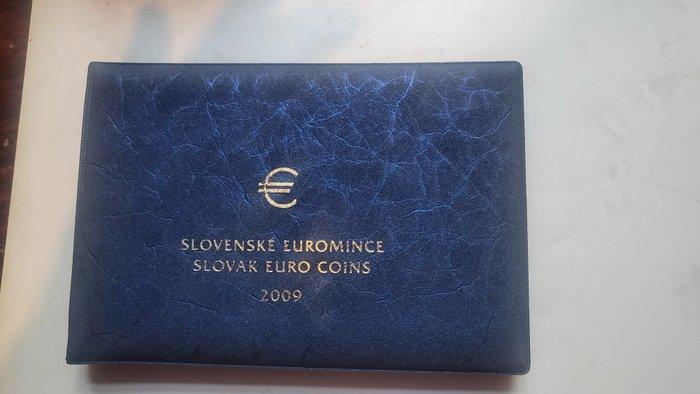 €
SLOVENSKÉ EUROMINCE
SLOVAK EURO COINS
2009